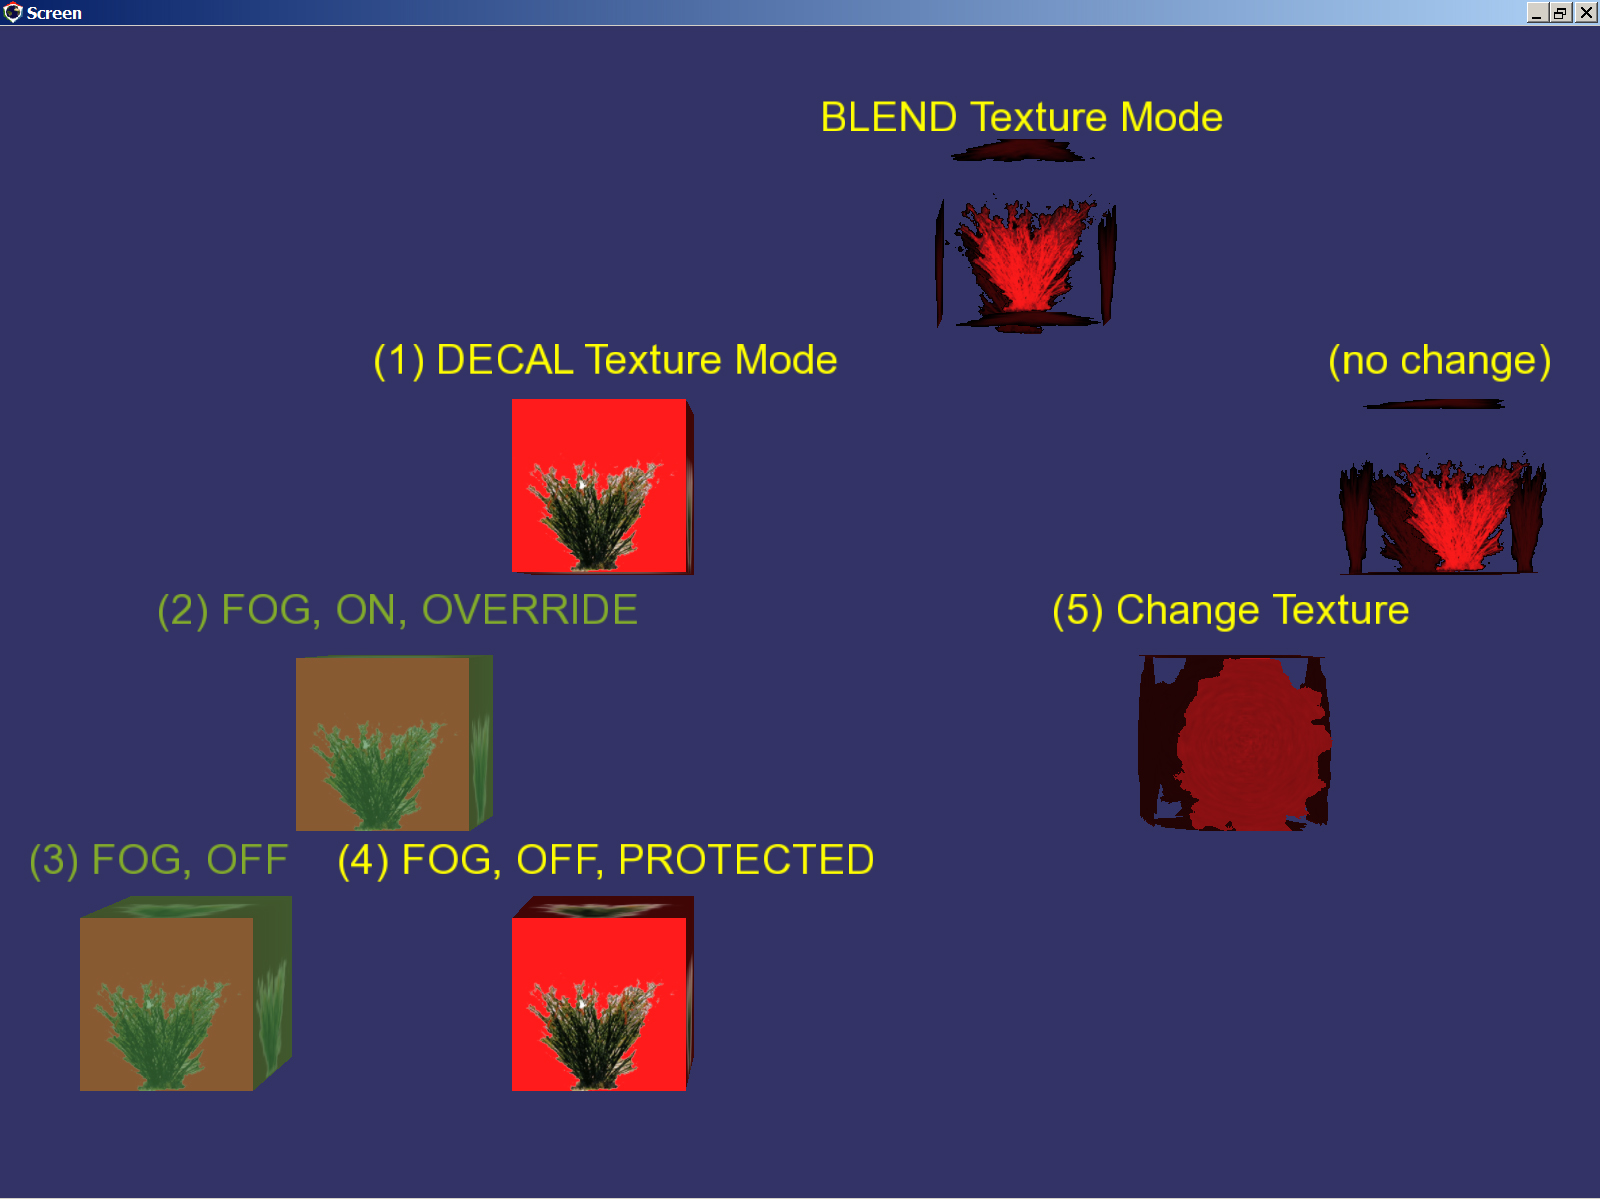 Screen
BLEND Texture Mode
(1) DECAL Texture Mode
(no change)
(2) FOG, ON, OVERRIDE
(5) Change Texture
(3) FOG, OFF
(4) FOG, OFF, PROTECTED